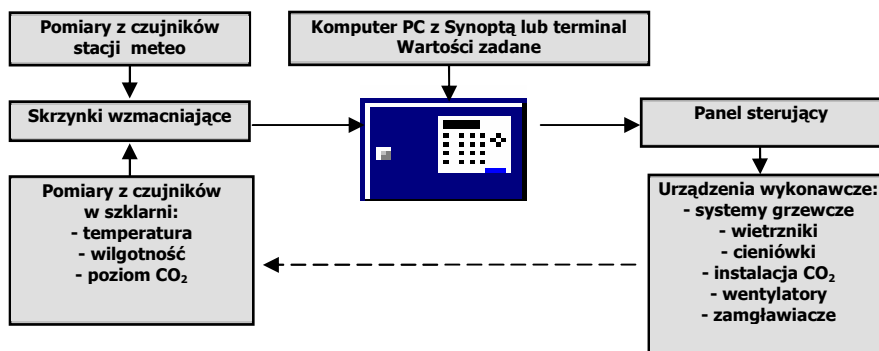 Pomiary z czujników
stacji meteo
Komputer PC z Synoptą lub terminal
Wartości zadane
Skrzynki wzmacniające
Panel sterujący
Pomiary z czujników
w szklarni:
- temperatura
- wilgotność
- poziom CO₂
Urządzenia wykonawcze:
- systemy grzewcze
- wietrzniki
- cieniówki
- instalacja CO₂
- wentylatory
- zamgławiacze